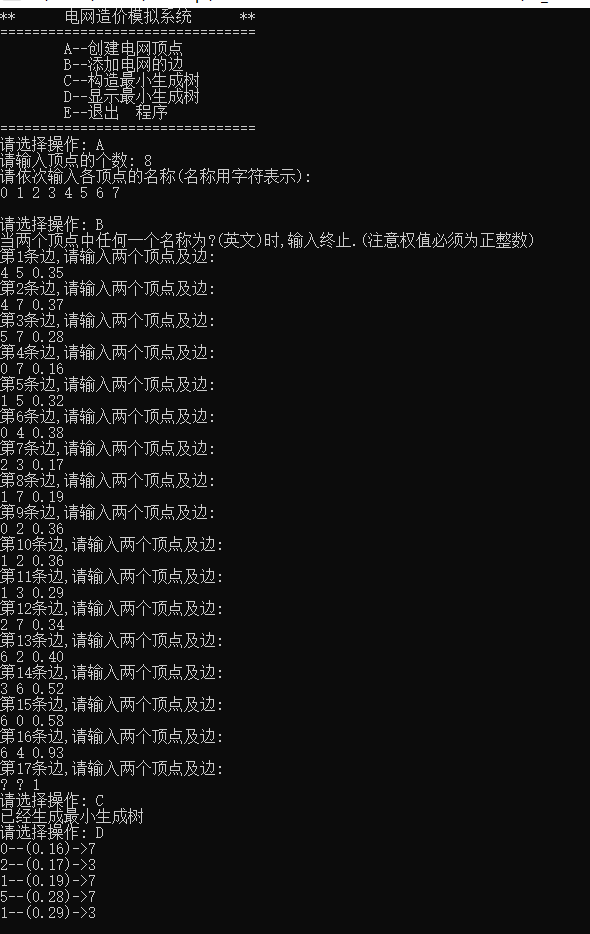 **      电网造价模拟系统      **
================================
A--创建电网顶点
B--添加电网的边
C--构造最小生成树
D--显示最小生成树
E--退出  程序
================================
请选择操作: A
请输入顶点的个数: 8
请依次输入各顶点的名称(名称用字符表示):
0 1 2 3 4 5 6 7
请选择操作: B
当两个顶点中任何一个名称为?(英文)时,输入终止.(注意权值必须为正整数)
第1条边,请输入两个顶点及边:
4 5 0.35
第2条边,请输入两个顶点及边:
4 7 0.37
第3条边,请输入两个顶点及边:
5 7 0.28
第4条边,请输入两个顶点及边:
0 7 0.16
第5条边,请输入两个顶点及边:
1 5 0.32
第6条边,请输入两个顶点及边:
0 4 0.38
第7条边,请输入两个顶点及边:
2 3 0.17
第8条边,请输入两个顶点及边:
1 7 0.19
第9条边,请输入两个顶点及边:
0 2 0.36
第10条边,请输入两个顶点及边:
1 2 0.36
第11条边,请输入两个顶点及边:
1 3 0.29
第12条边,请输入两个顶点及边:
2 7 0.34
第13条边,请输入两个顶点及边:
6 2 0.40
第14条边,请输入两个顶点及边:
3 6 0.52
第15条边,请输入两个顶点及边:
6 0 0.58
第16条边,请输入两个顶点及边:
6 4 0.93
第17条边,请输入两个顶点及边:
? ? 1
请选择操作: C
已经生成最小生成树
请选择操作: D
0--(0.16)->7
2--(0.17)->3
1--(0.19)->7
5--(0.28)->7
1--(0.29)->3